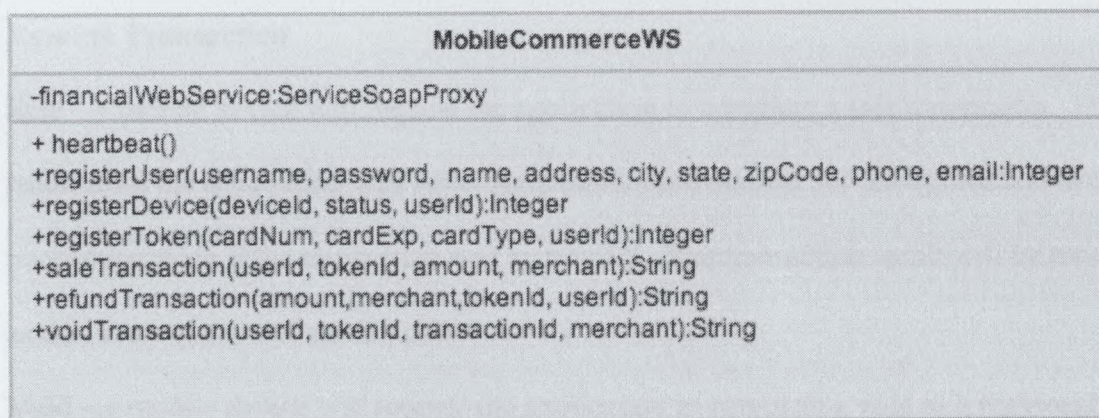 MobileCommerceWS
-financialWebService:ServiceSoapProxy
+ heartbeat()
+registerUser(username, password, name, address, city, state, zipCode, phone, email:Integer
+registerDevice(deviceId, status, userId):Integer
+registerToken(cardNum, cardExp, cardType, userId):Integer
+saleTransaction(userId, tokenId, amount, merchant):String
+refundTransaction(amount,merchant,tokenId, userId):String
+voidTransaction(userId, tokenId, transactionId, merchant):String